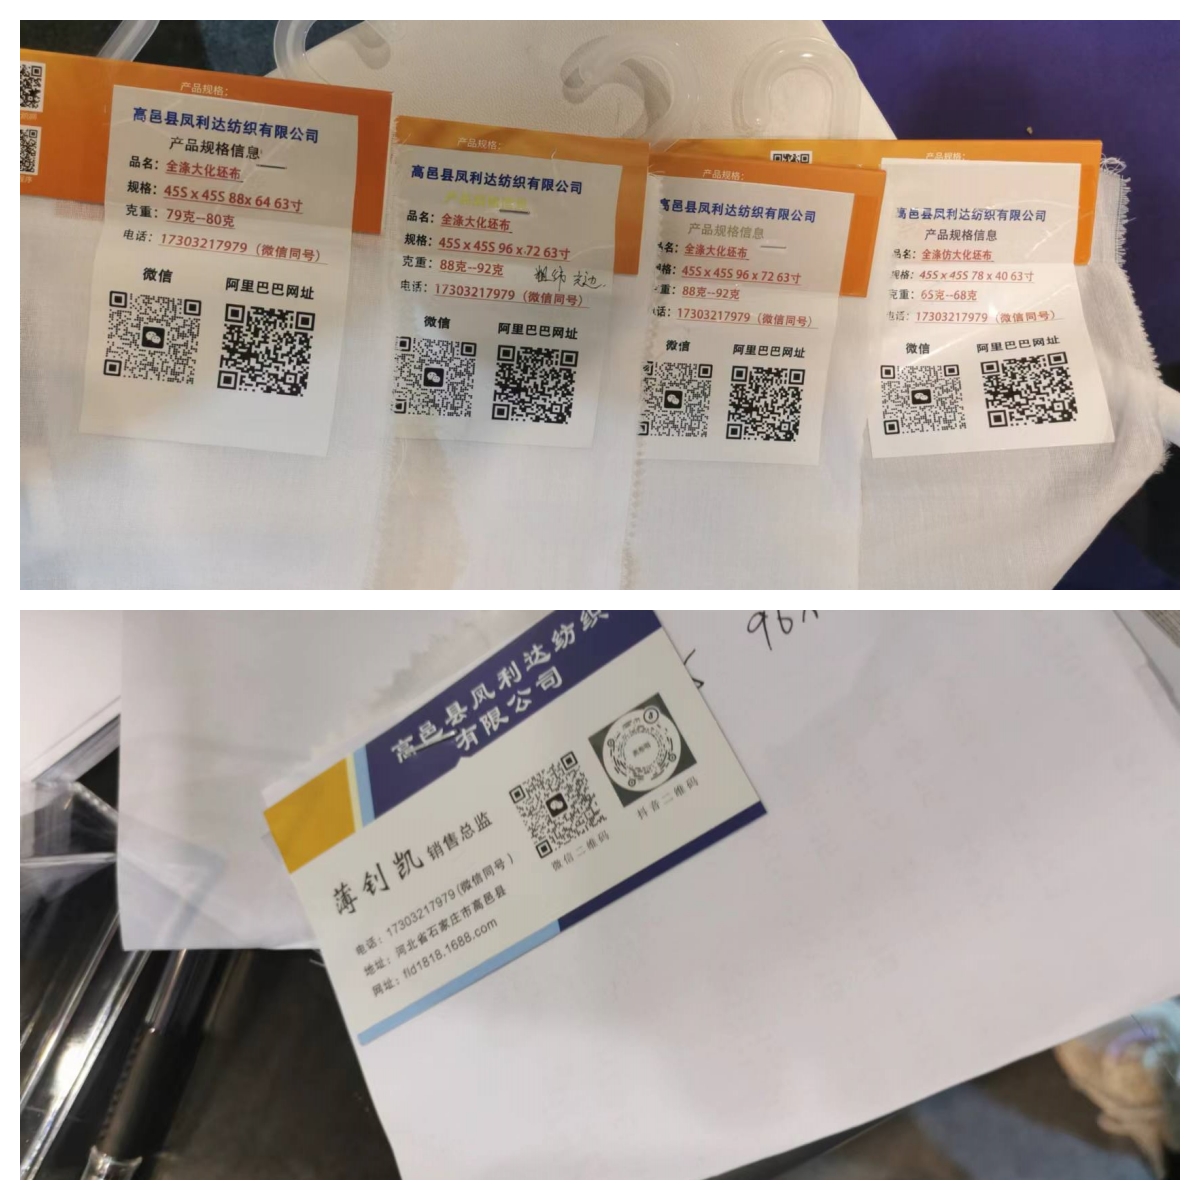 产品规格：
高邑县凤利达纺织有限公司
产品规格信息
品名：全涤大化坯布
规格：45S x 45S 88x 64 63寸
克重：79克--80克
电话：17303217979（微信同号）
微信
阿里巴巴网址
产品规格：
高邑县凤利达纺织有限公司
产品规格信息
品名：全涤大化坯布
规格：45S x 45S 96 x 72 63寸
克重：88克--92克
电话：17303217979（微信同号）
微信
阿里巴巴网址
产品规格：
高邑县凤利达纺织有限公司
产品规格信息
品名：全涤大化坯布
规格：45S x 45S 96 x 72 63寸
克重：88克--92克
电话：17303217979（微信同号）
微信
阿里巴巴网址
产品规格：
高邑县凤利达纺织有限公司
产品规格信息
品名：全涤仿大化坯布
规格：45S x 45S 78 x 40 63寸
克重：65克--68克
电话：17303217979（微信同号）
微信
阿里巴巴网址
高邑县凤利达纺织
有限公司
薄钊凯 销售总监
电话：17303217979 (微信同号)
地址：河北省石家庄市高邑县
网址：fld1818.1688.com
微信二维码
抖音二维码
96